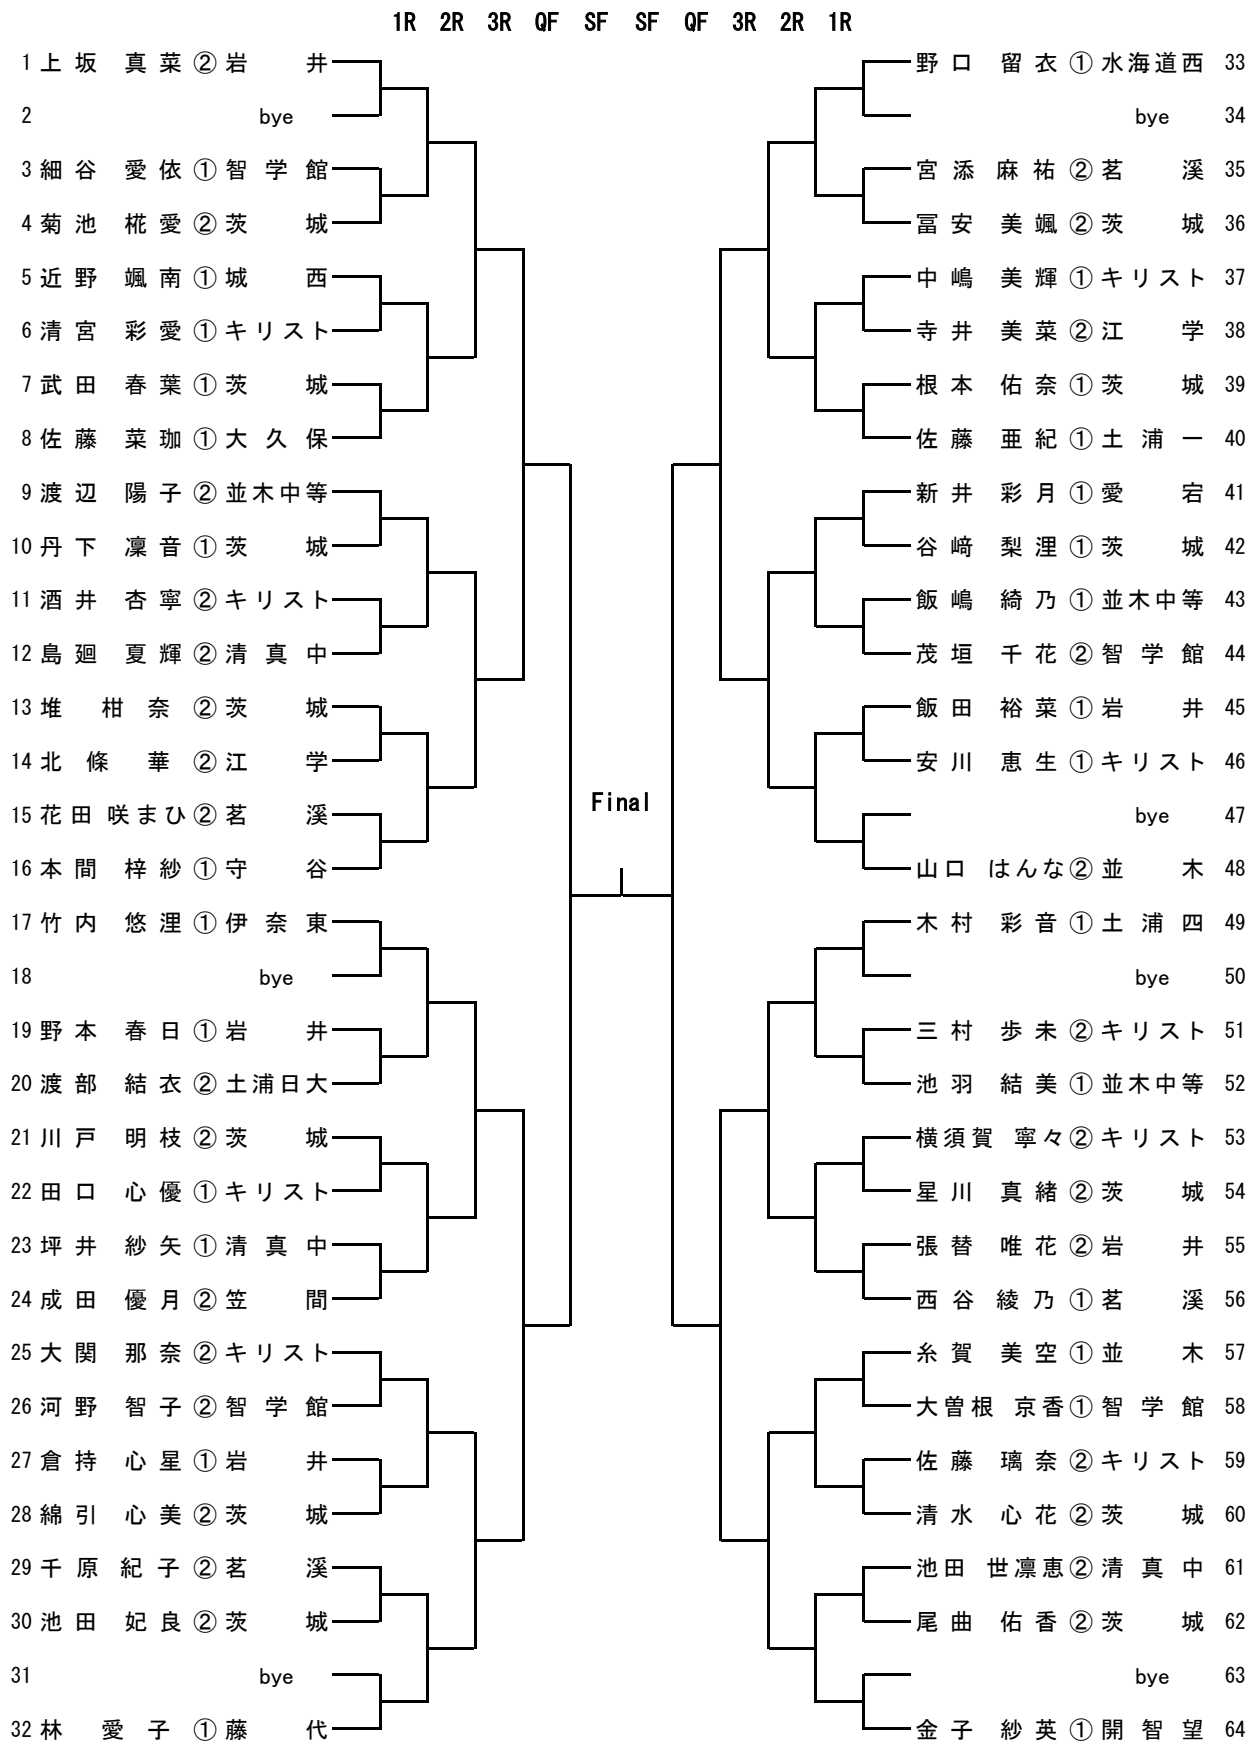 1R 2R 3R QF SF SF QF 3R 2R 1R
1 上坂 真菜 ② 岩井
2 bye
3 細谷 愛依 ① 智学館
4 菊池 椛愛 ② 茨城
5 近野 颯南 ① 城西
6 清宮 彩愛 ① キリスト
7 武田 春葉 ① 茨城
8 佐藤 菜珈 ① 大久保
9 渡辺 陽子 ② 並木中等
10 丹下 凜音 ① 茨城
11 酒井 杏寧 ② キリスト
12 島廻 夏輝 ② 清真中
13 堆 柑奈 ② 茨城
14 北條 華 ② 江学
15 花田 咲まひ ② 茗溪
16 本間 梓紗 ① 守谷
17 竹内 悠浬 ① 伊奈東
18 bye
19 野本 春日 ① 岩井
20 渡部 結衣 ② 土浦日大
21 川戸 明枝 ② 茨城
22 田口 心優 ① キリスト
23 坪井 紗矢 ① 清真中
24 成田 優月 ② 笠間
25 大関 那奈 ② キリスト
26 河野 智子 ② 智学館
27 倉持 心星 ① 岩井
28 綿引 心美 ② 茨城
29 千原 紀子 ② 茗溪
30 池田 妃良 ② 茨城
31 bye
32 林 愛子 ① 藤代
Final
野口 留衣 ① 水海道西 33
bye 34
宮添 麻祐 ② 茗溪 35
冨安 美颯 ② 茨城 36
中嶋 美輝 ① キリスト 37
寺井 美菜 ② 江学 38
根本 佑奈 ① 茨城 39
佐藤 亜紀 ① 土浦一 40
新井 彩月 ① 愛宕 41
谷﨑 梨浬 ① 茨城 42
飯嶋 綺乃 ① 並木中等 43
茂垣 千花 ② 智学館 44
飯田 裕菜 ① 岩井 45
安川 恵生 ① キリスト 46
bye 47
山口 はんな ② 並木 48
木村 彩音 ① 土浦四 49
bye 50
三村 歩未 ② キリスト 51
池羽 結美 ① 並木中等 52
横須賀 寧々 ② キリスト 53
星川 真緒 ② 茨城 54
張替 唯花 ② 岩井 55
西谷 綾乃 ① 茗溪 56
糸賀 美空 ① 並木 57
大曽根 京香 ① 智学館 58
佐藤 璃奈 ② キリスト 59
清水 心花 ② 茨城 60
池田 世凛恵 ② 清真中 61
尾曲 佑香 ② 茨城 62
bye 63
金子 紗英 ① 開智望 64